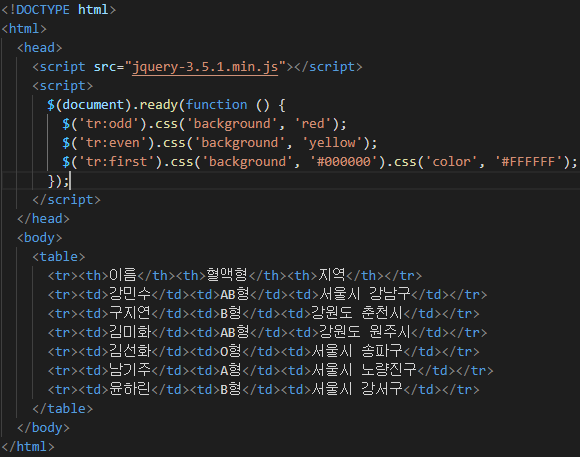 <!DOCTYPE html>
<html>
<head>
<script src="jquery-3.5.1.min.js"></script>
<script>
$(document).ready(function () {
$('tr:odd').css('background', 'red');
$('tr:even').css('background', 'yellow');
$('tr:first').css('background', '#000000').css('color', '#FFFFFF');
});
</script>
</head>
<body>
<table>
<tr><th>이름</th><th>혈액형</th><th>지역</th></tr>
<tr><td>강민수</td><td>AB형</td><td>서울시 강남구</td></tr>
<tr><td>구지연</td><td>B형</td><td>강원도 춘천시</td></tr>
<tr><td>김미화</td><td>AB형</td><td>강원도 원주시</td></tr>
<tr><td>김선화</td><td>O형</td><td>서울시 송파구</td></tr>
<tr><td>남기주</td><td>A형</td><td>서울시 노량진구</td></tr>
<tr><td>윤하린</td><td>B형</td><td>서울시 강서구</td></tr>
</table>
</body>
</html>